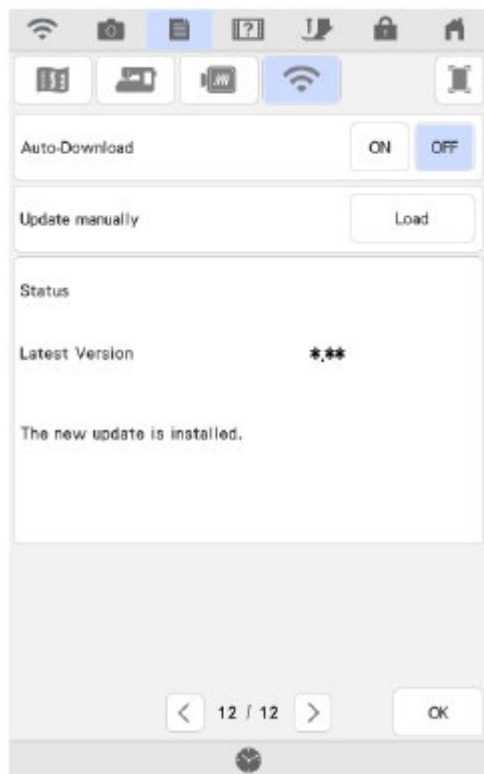 Auto-Download ON OFF
Update manually Load
Status
Latest Version *.**
The new update is installed.
< 12 / 12 >
OK